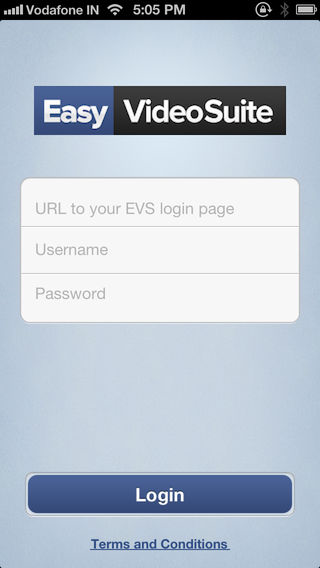 Vodafone IN 5:05 PM
Easy VideoSuite
URL to your EVS login page
Username
Password
Login
Terms and Conditions